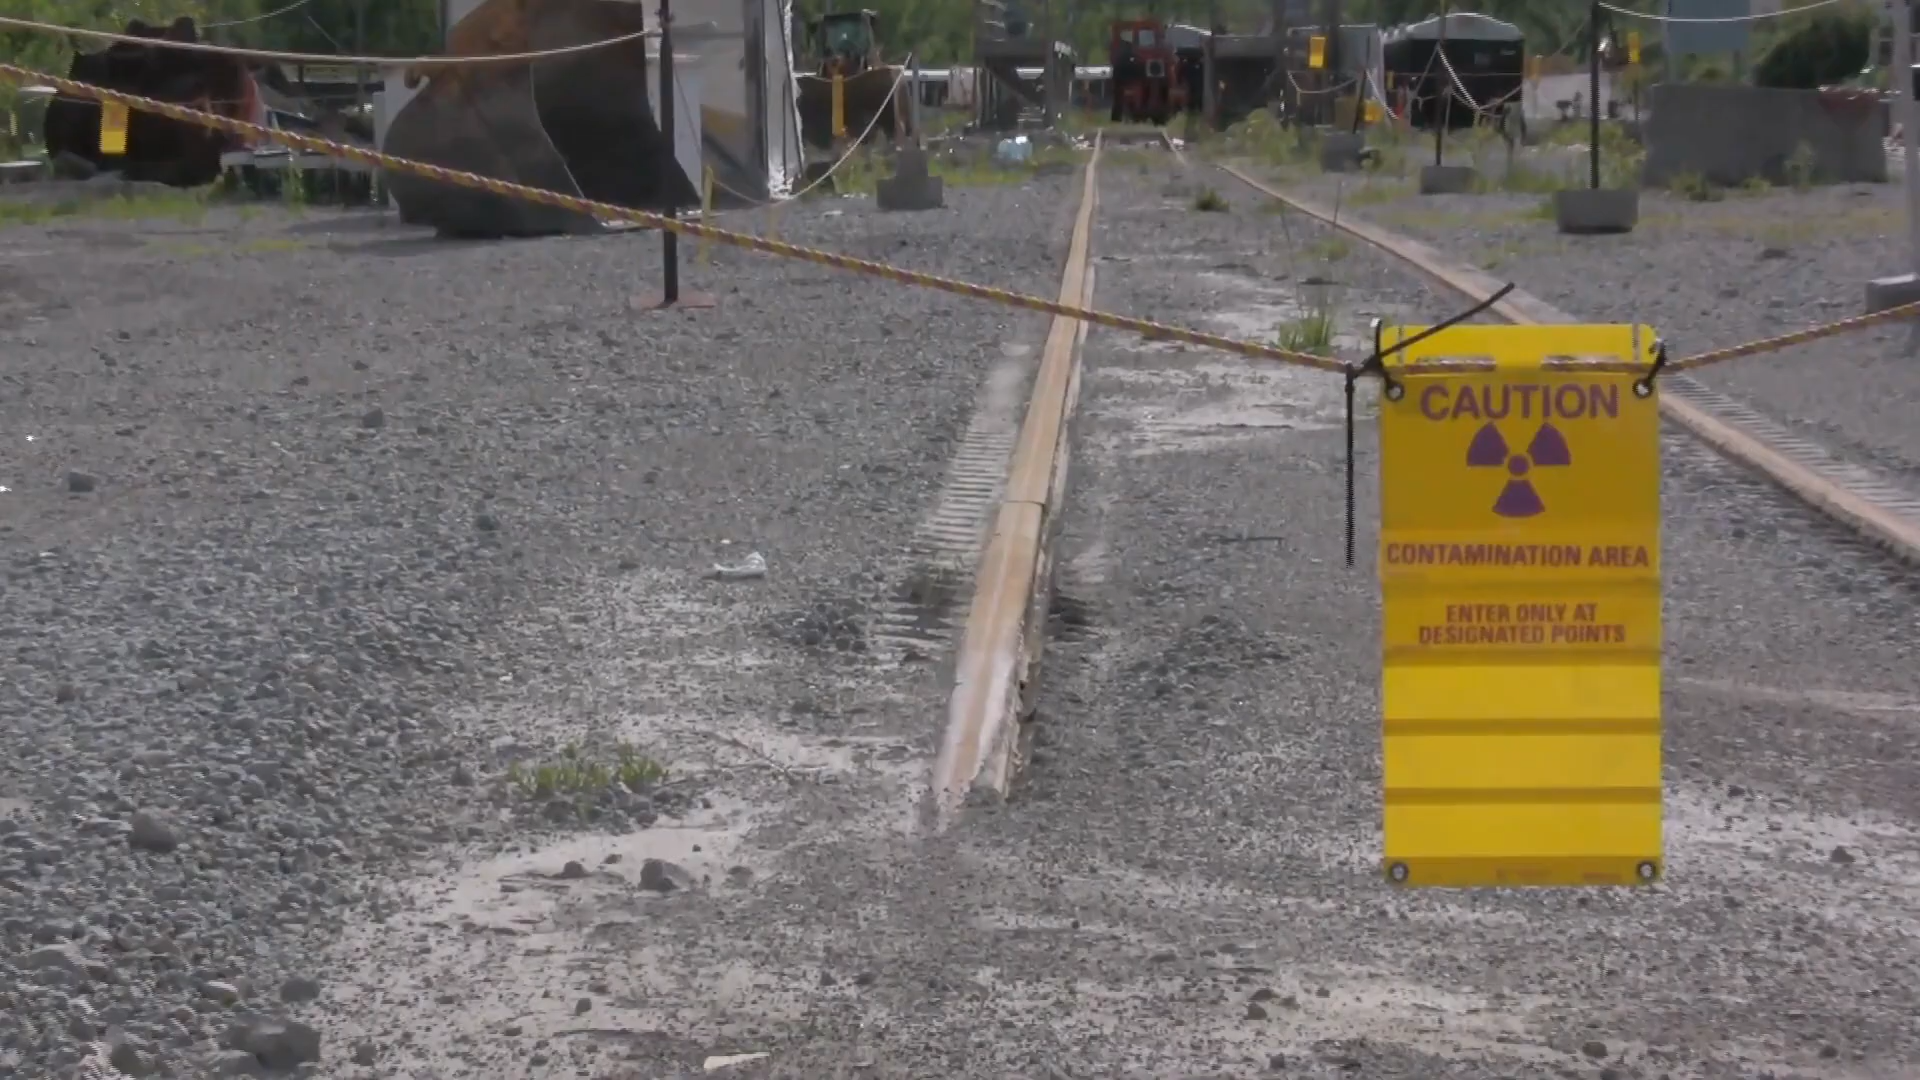 CAUTION
CONTAMINATION AREA
ENTER ONLY AT
DESIGNATED POINTS